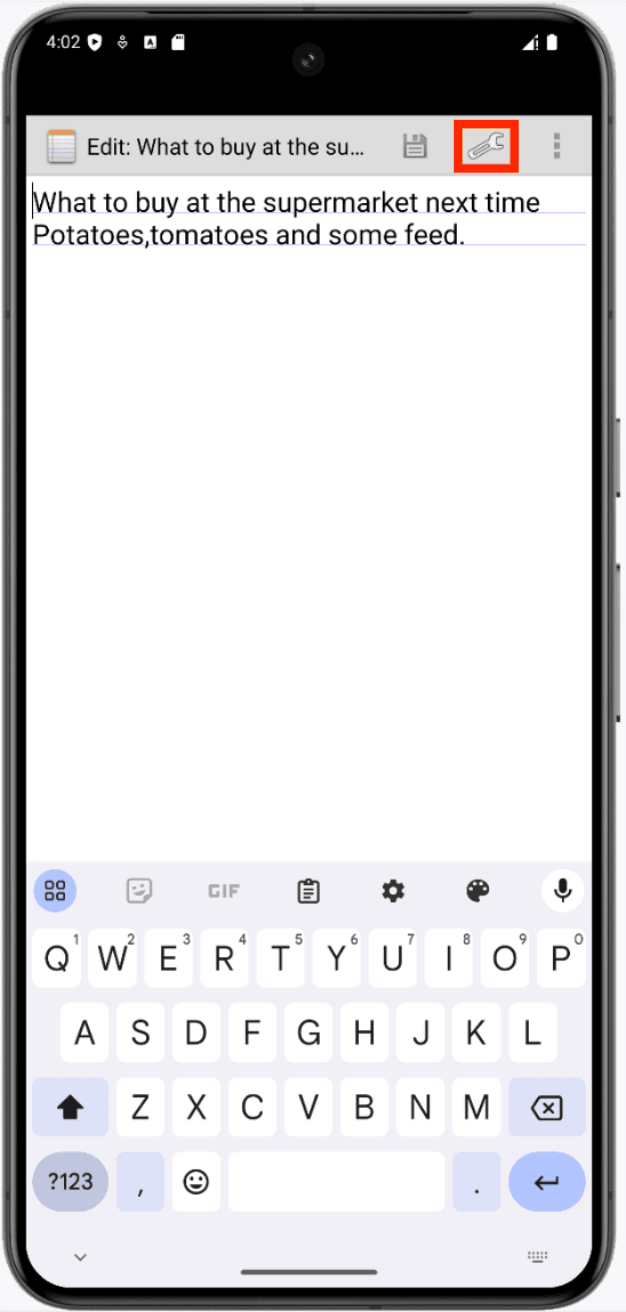 4:02
Edit: What to buy at the su...
What to buy at the supermarket next time
Potatoes,tomatoes and some feed.
GIF
Q1 W2 E3 R4 T5 Y6 U7 I8 O9 P0
A S D F G H J K L
Z X C V B N M
?123 , .